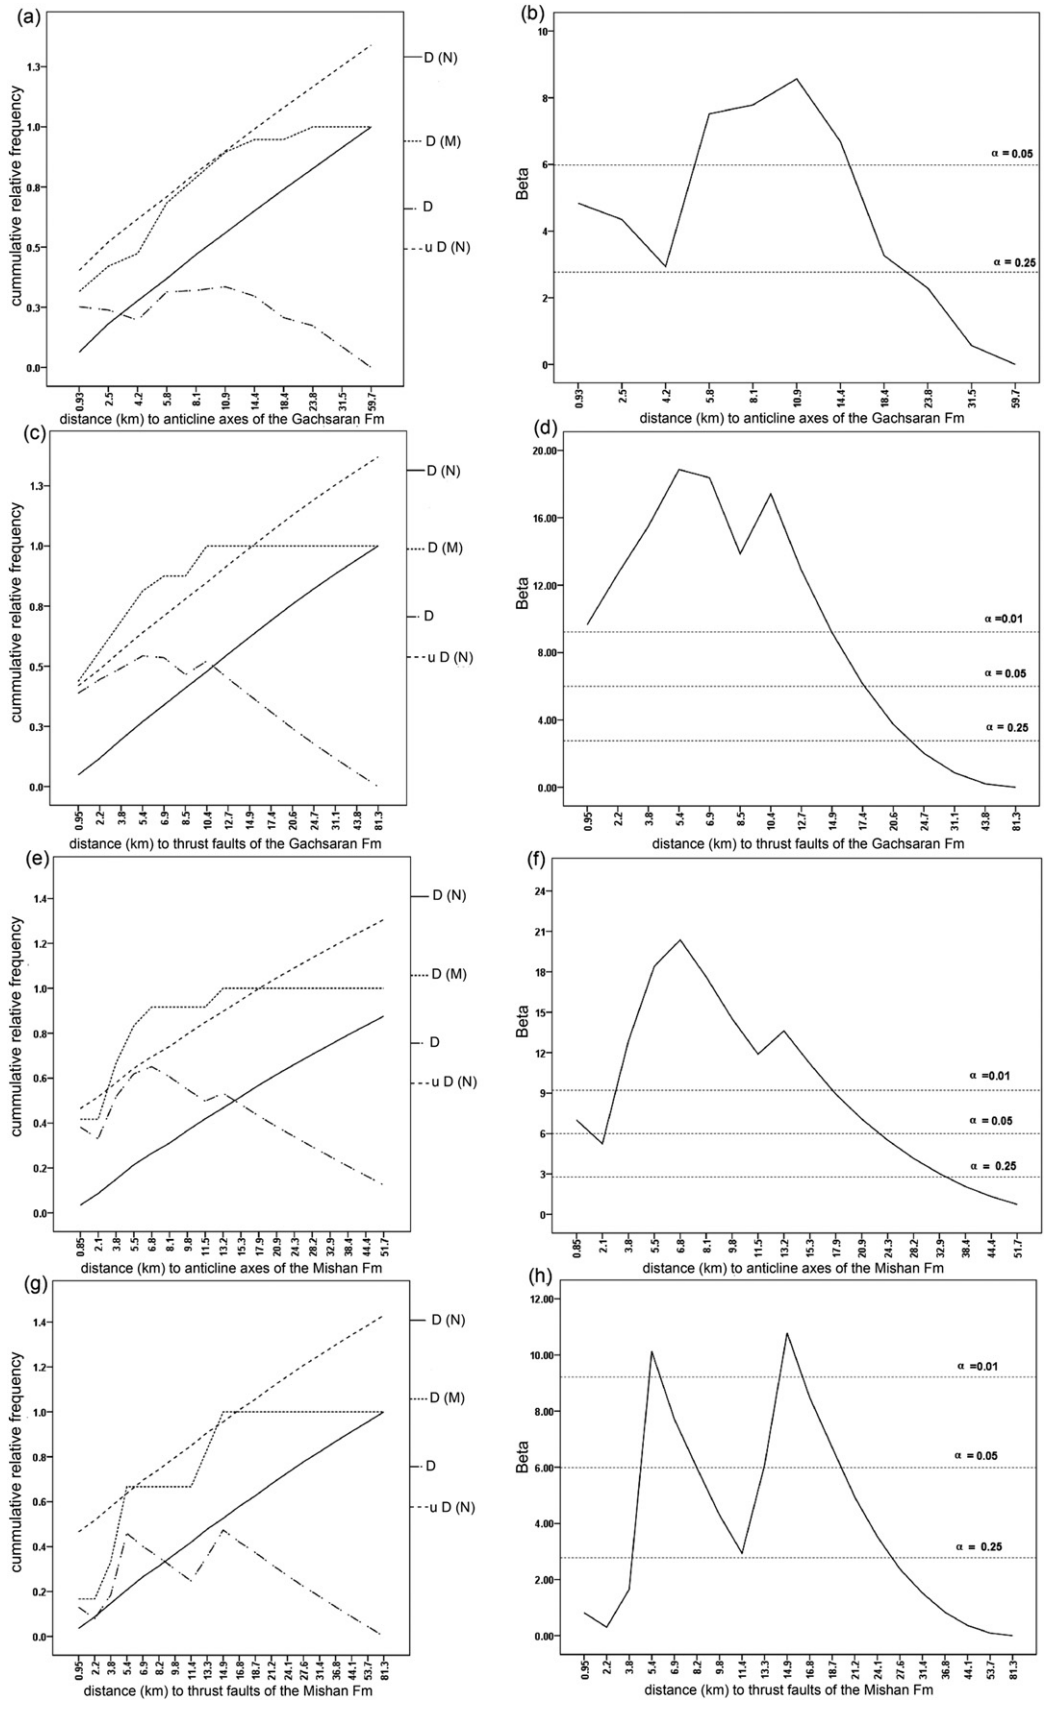 (a)
cummulative relative frequency
1.3
1.0
0.8
0.5
0.3
0.0
0.93 2.5 4.2 5.8 8.1 10.9 14.4 18.4 23.8 31.5 59.7
distance (km) to anticline axes of the Gachsaran Fm
D (N)
D (M)
D
u D (N)
(b)
Beta
10
8
6
4
2
0
α = 0.05
α = 0.25
0.93 2.5 4.2 5.8 8.1 10.9 14.4 18.4 23.8 31.5 59.7
distance (km) to anticline axes of the Gachsaran Fm
(c)
cummulative relative frequency
1.3
1.0
0.8
0.5
0.3
0.0
0.95 2.2 3.8 5.4 6.9 8.5 10.4 12.7 14.9 17.4 20.6 24.7 31.1 43.8 81.3
distance (km) to thrust faults of the Gachsaran Fm
D (N)
D (M)
D
u D (N)
(d)
Beta
20.00
16.00
12.00
8.00
4.00
0.00
α =0.01
α = 0.05
α = 0.25
0.95 2.2 3.8 5.4 6.9 8.5 10.4 12.7 14.9 17.4 20.6 24.7 31.1 43.8 81.3
distance (km) to thrust faults of the Gachsaran Fm
(e)
cummulative relative frequency
1.4
1.2
1.0
0.8
0.6
0.4
0.2
0.0
0.85 2.1 3.8 5.5 6.8 8.1 9.8 11.5 13.2 15.3 17.9 20.9 24.3 28.2 32.9 38.4 44.4 51.7
distance (km) to anticline axes of the Mishan Fm
D (N)
D (M)
D
u D (N)
(f)
Beta
24
21
18
15
12
9
6
3
0
α =0.01
α = 0.05
α = 0.25
0.85 2.1 3.8 5.5 6.8 8.1 9.8 11.5 13.2 15.3 17.9 20.9 24.3 28.2 32.9 38.4 44.4 51.7
distance (km) to anticline axes of the Mishan Fm
(g)
cummulative relative frequency
1.4
1.2
1.0
0.8
0.6
0.4
0.2
0.0
0.95 2.2 3.8 5.4 6.9 8.2 9.8 11.4 13.3 14.9 16.8 18.7 21.2 24.1 27.6 31.4 36.8 44.1 53.7 81.3
distance (km) to thrust faults of the Mishan Fm
D (N)
D (M)
D
u D (N)
(h)
Beta
12.00
10.00
8.00
6.00
4.00
2.00
0.00
α =0.01
α = 0.05
α = 0.25
0.95 2.2 3.8 5.4 6.9 8.2 9.8 11.4 13.3 14.9 16.8 18.7 21.2 24.1 27.6 31.4 36.8 44.1 53.7 81.3
distance (km) to thrust faults of the Mishan Fm